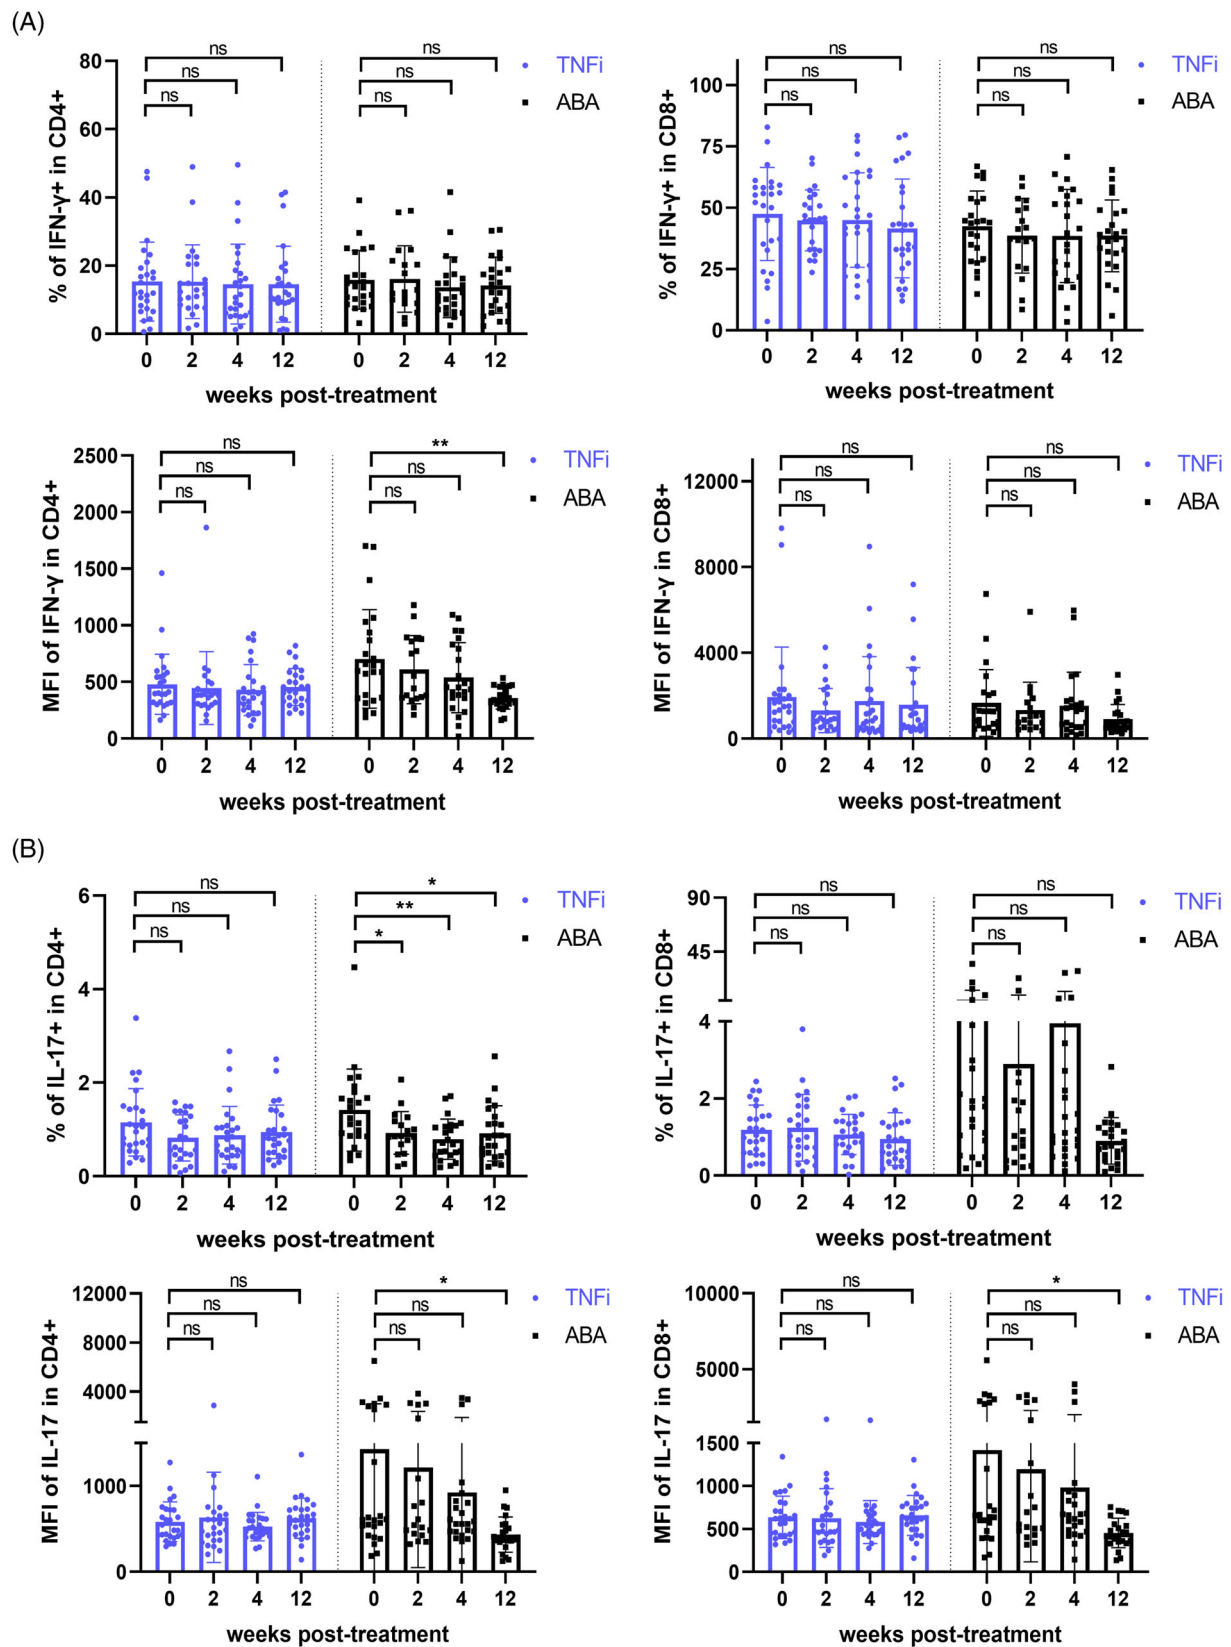 (A)
% of IFN-γ+ in CD4+
80
60
40
20
0
ns
ns
ns
ns
ns
ns
TNFi
ABA
0 2 4 12 0 2 4 12
weeks post-treatment
% of IFN-γ+ in CD8+
100
75
50
25
0
ns
ns
ns
ns
ns
ns
TNFi
ABA
0 2 4 12 0 2 4 12
weeks post-treatment
MFI of IFN-γ in CD4+
2500
2000
1500
1000
500
0
ns
ns
ns
**
ns
ns
TNFi
ABA
0 2 4 12 0 2 4 12
weeks post-treatment
MFI of IFN-γ in CD8+
12000
8000
4000
0
ns
ns
ns
ns
ns
ns
TNFi
ABA
0 2 4 12 0 2 4 12
weeks post-treatment
(B)
% of IL-17+ in CD4+
6
4
2
0
ns
ns
ns
*
**
*
TNFi
ABA
0 2 4 12 0 2 4 12
weeks post-treatment
% of IL-17+ in CD8+
90
45
4
2
0
ns
ns
ns
ns
ns
ns
TNFi
ABA
0 2 4 12 0 2 4 12
weeks post-treatment
MFI of IL-17 in CD4+
12000
8000
4000
1000
0
ns
ns
ns
*
ns
ns
TNFi
ABA
0 2 4 12 0 2 4 12
weeks post-treatment
MFI of IL-17 in CD8+
10000
5000
1500
1000
500
0
ns
ns
ns
*
ns
ns
TNFi
ABA
0 2 4 12 0 2 4 12
weeks post-treatment